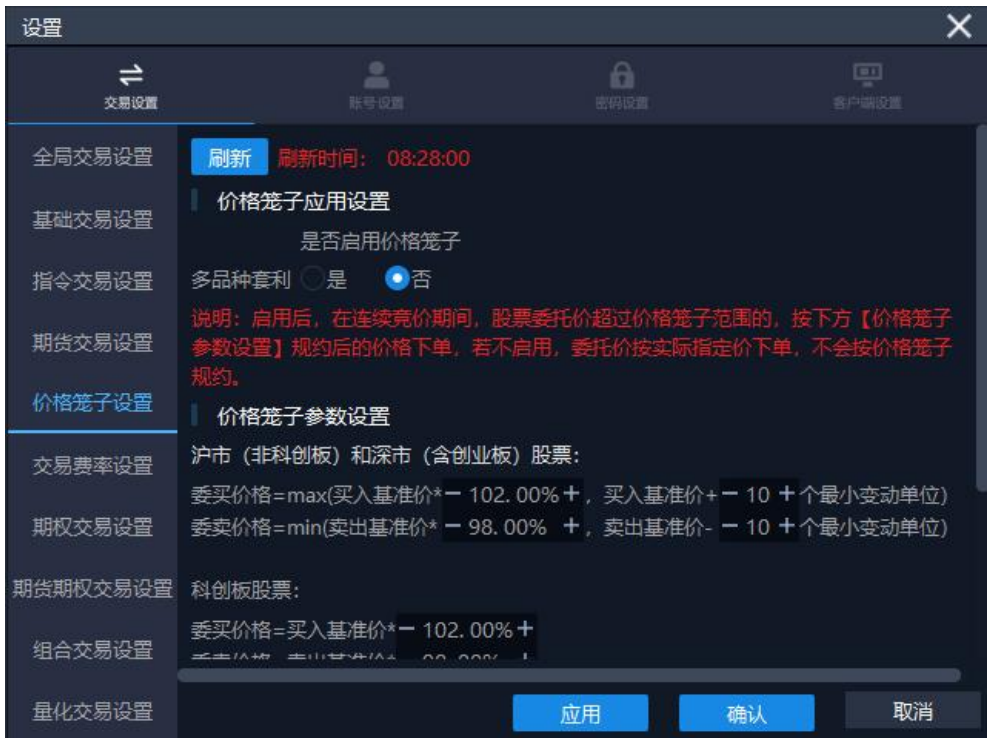 设置
交易设置 账号设置 密码设置 客户端设置
全局交易设置
基础交易设置
指令交易设置
期货交易设置
价格笼子设置
交易费率设置
期权交易设置
期货期权交易设置
组合交易设置
量化交易设置
刷新 刷新时间： 08:28:00
价格笼子应用设置
是否启用价格笼子
多品种套利 是 否
说明：启用后，在连续竞价期间，股票委托价超过价格笼子范围的，按下方【价格笼子
参数设置】规约后的价格下单，若不启用，委托价按实际指定价下单，不会按价格笼子
规约。
价格笼子参数设置
沪市（非科创板）和深市（含创业板）股票：
委买价格=max(买入基准价*－102.00%＋，买入基准价+－10＋个最小变动单位)
委卖价格=min(卖出基准价*－98.00%＋，卖出基准价-－10＋个最小变动单位)
科创板股票：
委买价格=买入基准价*－102.00%＋
应用 确认 取消